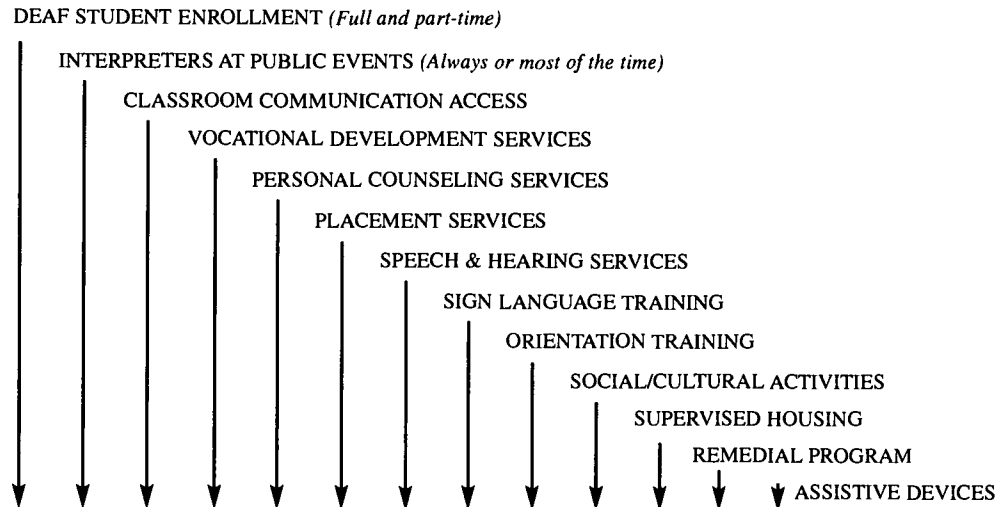 DEAF STUDENT ENROLLMENT (Full and part-time)
INTERPRETERS AT PUBLIC EVENTS (Always or most of the time)
CLASSROOM COMMUNICATION ACCESS
VOCATIONAL DEVELOPMENT SERVICES
PERSONAL COUNSELING SERVICES
PLACEMENT SERVICES
SPEECH & HEARING SERVICES
SIGN LANGUAGE TRAINING
ORIENTATION TRAINING
SOCIAL/CULTURAL ACTIVITIES
SUPERVISED HOUSING
REMEDIAL PROGRAM
ASSISTIVE DEVICES